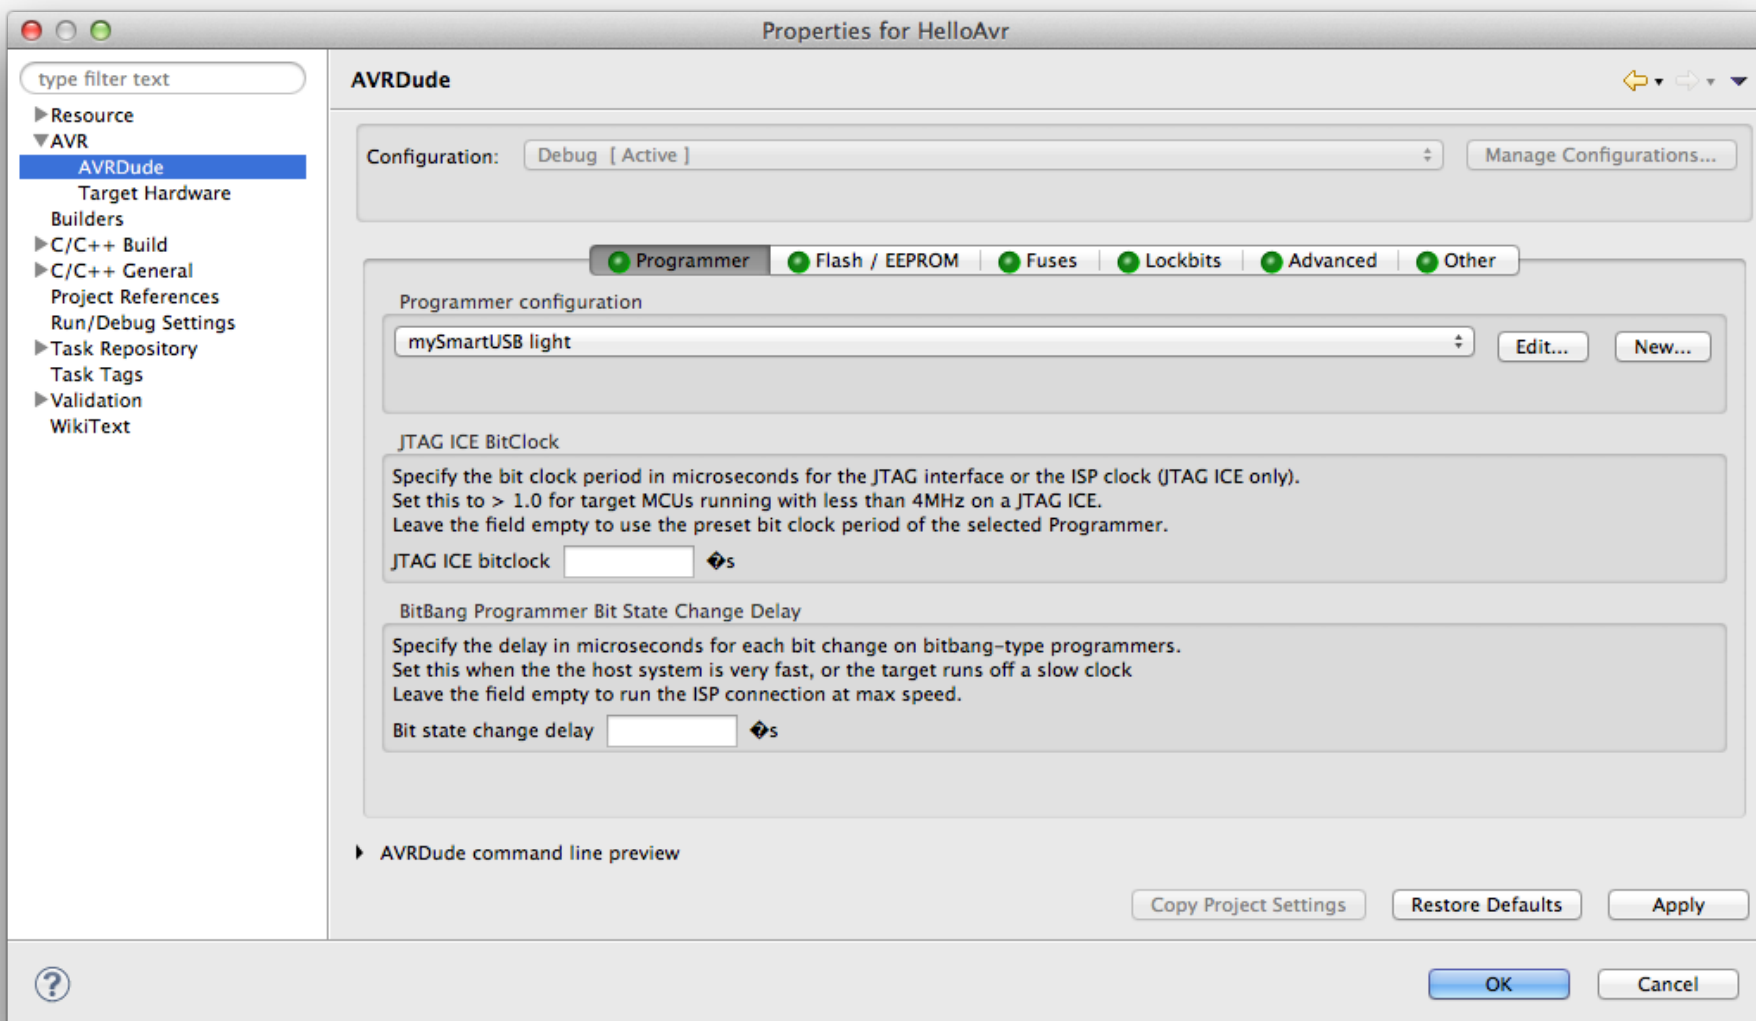 Properties for HelloAvr
type filter text
Resource
AVR
AVRDude
Target Hardware
Builders
C/C++ Build
C/C++ General
Project References
Run/Debug Settings
Task Repository
Task Tags
Validation
WikiText
AVRDude
Configuration: Debug [ Active ] Manage Configurations...
Programmer Flash / EEPROM Fuses Lockbits Advanced Other
Programmer configuration
mySmartUSB light Edit... New...
JTAG ICE BitClock
Specify the bit clock period in microseconds for the JTAG interface or the ISP clock (JTAG ICE only).
Set this to > 1.0 for target MCUs running with less than 4MHz on a JTAG ICE.
Leave the field empty to use the preset bit clock period of the selected Programmer.
JTAG ICE bitclock �s
BitBang Programmer Bit State Change Delay
Specify the delay in microseconds for each bit change on bitbang-type programmers.
Set this when the the host system is very fast, or the target runs off a slow clock
Leave the field empty to run the ISP connection at max speed.
Bit state change delay �s
AVRDude command line preview
Copy Project Settings Restore Defaults Apply
? OK Cancel